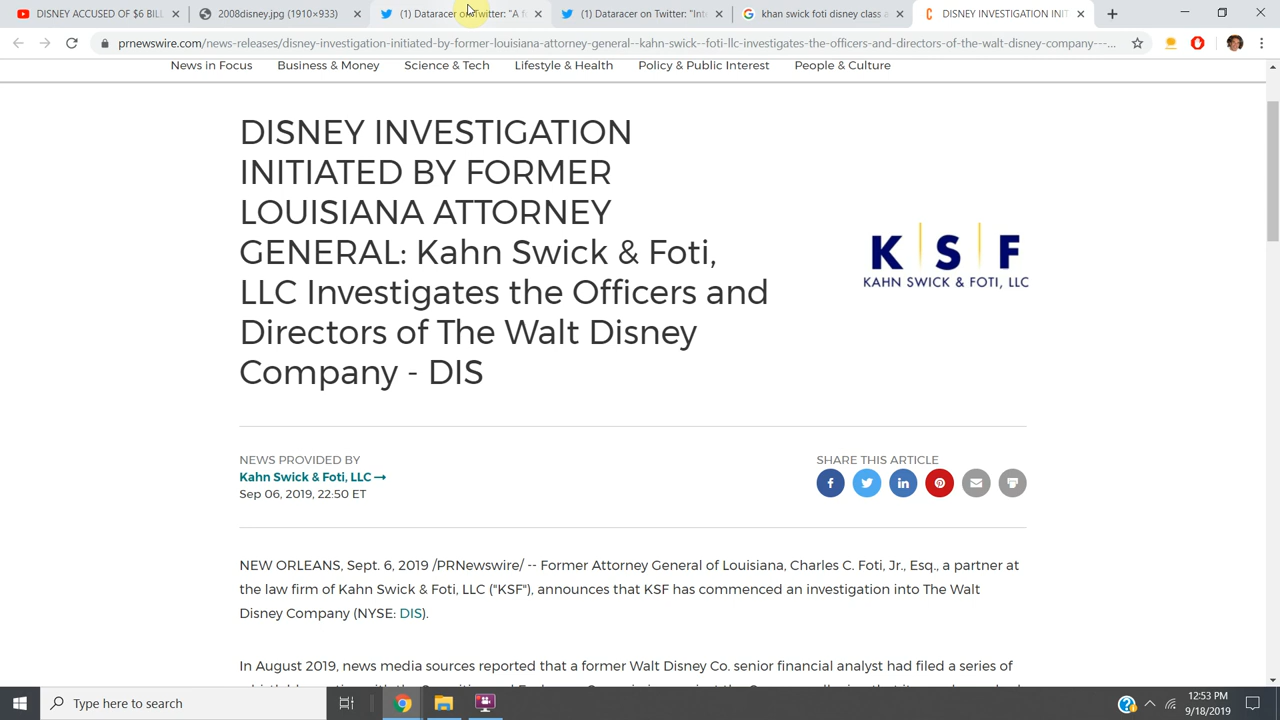 DISNEY ACCUSED OF $6 BILL
2008disney.jpg (1910×933)
(1) Dataracer on Twitter: "A f
(1) Dataracer on Twitter: "Inte
khan swick foti disney class a
DISNEY INVESTIGATION INIT
prnewswire.com/news-releases/disney-investigation-initiated-by-former-louisiana-attorney-general--kahn-swick--foti-llc-investigates-the-officers-and-directors-of-the-walt-disney-company---...
News in Focus Business & Money Science & Tech Lifestyle & Health Policy & Public Interest People & Culture
DISNEY INVESTIGATION
INITIATED BY FORMER
LOUISIANA ATTORNEY
GENERAL: Kahn Swick & Foti,
LLC Investigates the Officers and
Directors of The Walt Disney
Company - DIS
KSF
KAHN SWICK & FOTI, LLC
NEWS PROVIDED BY
Kahn Swick & Foti, LLC →
Sep 06, 2019, 22:50 ET
SHARE THIS ARTICLE
NEW ORLEANS, Sept. 6, 2019 /PRNewswire/ -- Former Attorney General of Louisiana, Charles C. Foti, Jr., Esq., a partner at
the law firm of Kahn Swick & Foti, LLC ("KSF"), announces that KSF has commenced an investigation into The Walt
Disney Company (NYSE: DIS).
In August 2019, news media sources reported that a former Walt Disney Co. senior financial analyst had filed a series of
Type here to search
12:53 PM
9/18/2019